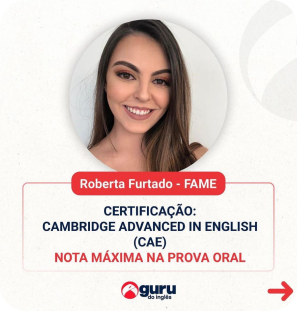 Roberta Furtado - FAME
CERTIFICAÇÃO:
CAMBRIDGE ADVANCED IN ENGLISH
(CAE)
NOTA MÁXIMA NA PROVA ORAL
guru
do inglês